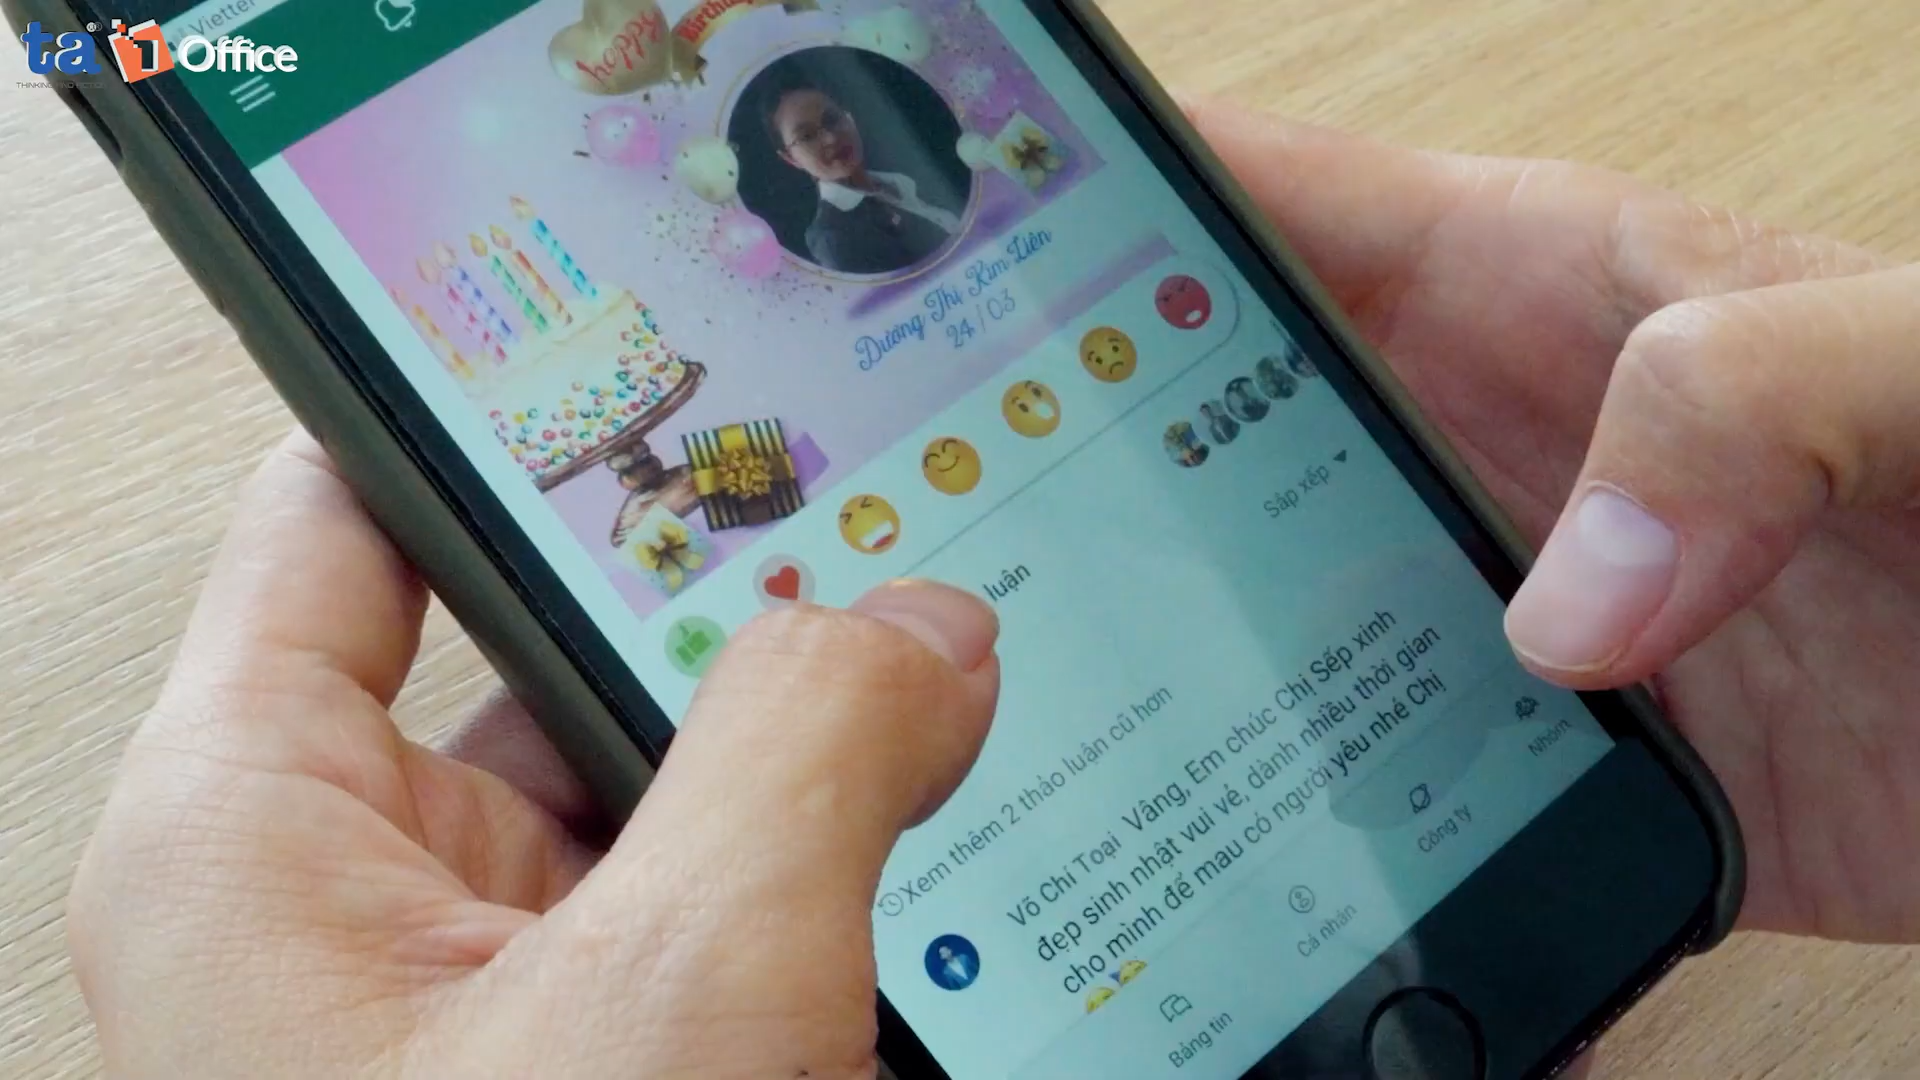 Viettel
ta 1Office
happy
Birthday
Dương Thị Kim Liên
24 / 03
Sắp xếp
luận
Xem thêm 2 thảo luận cũ hơn
Võ Chí Toại Vâng, Em chúc Chị Sếp xinh
đẹp sinh nhật vui vẻ, dành nhiều thời gian
cho mình để mau có người yêu nhé Chị
Bảng tin
Cá nhân
Công ty
Nhóm